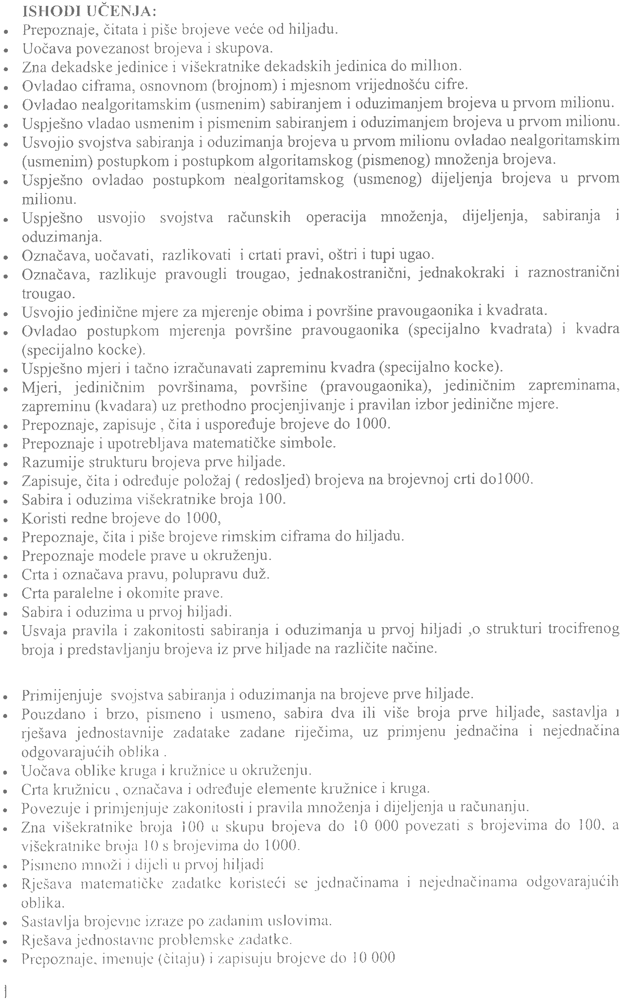 ISHODI UČENJA:
• Prepoznaje, čitata i piše brojeve veće od hiljadu.
• Uočava povezanost brojeva i skupova.
• Zna dekadske jedinice i višekratnike dekadskih jedinica do million.
• Ovladao ciframa, osnovnom (brojnom) i mjesnom vrijednošću cifre.
• Ovladao nealgoritamskim (usmenim) sabiranjem i oduzimanjem brojeva u prvom milionu.
• Uspješno vladao usmenim i pismenim sabiranjem i oduzimanjem brojeva u prvom milionu.
• Usvojio svojstva sabiranja i oduzimanja brojeva u prvom milionu ovladao nealgoritamskim
(usmenim) postupkom i postupkom algoritamskog (pismenog) množenja brojeva.
• Uspješno ovladao postupkom nealgoritamskog (usmenog) dijeljenja brojeva u prvom
milionu.
• Uspješno usvojio svojstva računskih operacija množenja, dijeljenja, sabiranja i
oduzimanja.
• Označava, uočavati, razlikovati i crtati pravi, oštri i tupi ugao.
• Označava, razlikuje pravougli trougao, jednakostranični, jednakokraki i raznostranični
trougao.
• Usvojio jedinične mjere za mjerenje obima i površine pravougaonika i kvadrata.
• Ovladao postupkom mjerenja površine pravougaonika (specijalno kvadrata) i kvadra
(specijalno kocke).
• Uspješno mjeri i tačno izračunavati zapreminu kvadra (specijalno kocke).
• Mjeri, jediničnim površinama, površine (pravougaonika), jediničnim zapreminama,
zapreminu (kvadara) uz prethodno procjenjivanje i pravilan izbor jedinične mjere.
• Prepoznaje, zapisuje , čita i uspoređuje brojeve do 1000.
• Prepoznaje i upotrebljava matematičke simbole.
• Razumije strukturu brojeva prve hiljade.
• Zapisuje, čita i određuje položaj ( redosljed) brojeva na brojevnoj crti do1000.
• Sabira i oduzima višekratnike broja 100.
• Koristi redne brojeve do 1000,
• Prepoznaje, čita i piše brojeve rimskim ciframa do hiljadu.
• Prepoznaje modele prave u okruženju.
• Crta i označava pravu, polupravu duž.
• Crta paralelne i okomite prave.
• Sabira i oduzima u prvoj hiljadi.
• Usvaja pravila i zakonitosti sabiranja i oduzimanja u prvoj hiljadi ,o strukturi trocifrenog
broja i predstavljanju brojeva iz prve hiljade na različite načine.
• Primijenjuje svojstva sabiranja i oduzimanja na brojeve prve hiljade.
• Pouzdano i brzo, pismeno i usmeno, sabira dva ili više broja prve hiljade, sastavlja i
rješava jednostavnije zadatake zadane riječima, uz primjenu jednačina i nejednačina
odgovarajućih oblika .
• Uočava oblike kruga i kružnice u okruženju.
• Crta kružnicu , označava i određuje elemente kružnice i kruga.
• Povezuje i primjenjuje zakonitosti i pravila množenja i dijeljenja u računanju.
• Zna višekratnike broja 100 u skupu brojeva do 10 000 povezati s brojevima do 100, a
višekratnike broja 10 s brojevima do 1000.
• Pismeno množi i dijeli u prvoj hiljadi
• Rješava matematičke zadatke koristeći se jednačinama i nejednačinama odgovarajućih
oblika.
• Sastavlja brojevne izraze po zadanim uslovima.
• Rješava jednostavne problemske zadatke.
• Prepoznaje, imenuje (čitaju) i zapisuju brojeve do 10 000